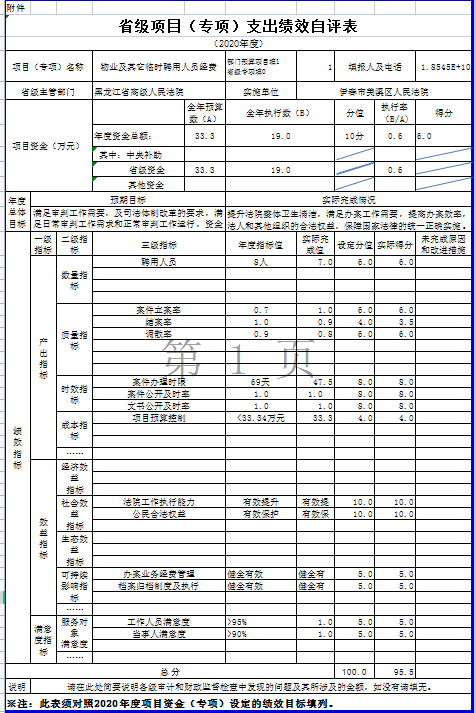 附件
省级项目（专项）支出绩效自评表
（2020年度）
项目（专项）名称 物业及其它临时聘用人员经费 部门预算项目填1 省级专项填0 1 填报人及电话 1.8545E+10
省级主管部门 黑龙江省高级人民法院 实施单位 伊春市美溪区人民法院
项目资金（万元） 全年预算数（A） 全年执行数（B） 分值 执行率(B/A) 得分
年度资金总额： 33.3 19.0 10分 0.6 6.0
其中：中央补助
省级资金 33.3 19.0 0.6
其他资金
年度总体目标 预期目标 实际完成情况
满足审判工作需要，及司法体制改革的要求，满足日常审判工作需求和正常审判工作运行，资金 提升法院整体卫生清洁，满足办案工作需要，提高办案效率，法人和其他组织的合法权益，保障国家法律的统一正确实施。
绩效指标 一级指标 二级指标 三级指标 年度指标值 实际完成值 设定分值 实际得分 未完成原因和改进措施
产出指标 数量指标 聘用人员 8人 7.0 6.0 6.0
质量指标 案件立案率 0.7 1.0 6.0 6.0
结案率 1.0 0.9 4.0 3.5
调撤率 0.9 0.8 6.0 6.0
第 1 页
时效指标 案件办理时限 69天 47.5 8.0 8.0
案件公开及时率 1.0 1.0 8.0 8.0
文书公开及时率 1.0 1.0 8.0 8.0
成本指标 项目预算控制 <33.34万元 33.3 4.0 4.0
……
效益指标 经济效益指标
社会效益指标 法院工作执行能力 有效提升 有效提 10.0 10.0
公民合法权益 有效保护 有效保 10.0 10.0
生态效益指标
可持续影响指标 办案业务经费管理 健全有效 健全有 5.0 5.0
档案归档制度及执行 健全有效 健全有 5.0 5.0
……
满意度指标 服务对象满意度 工作人员满意度 >95% 1.0 5.0 5.0
当事人满意度 >90% 1.0 5.0 5.0
……
总分 100.0 95.5
说明 请在此处简要说明各级审计和财政监督检查中发现的问题及其所涉及的金额，如没有请填无。
※注：此表须对照2020年度项目资金（专项）设定的绩效目标填列。